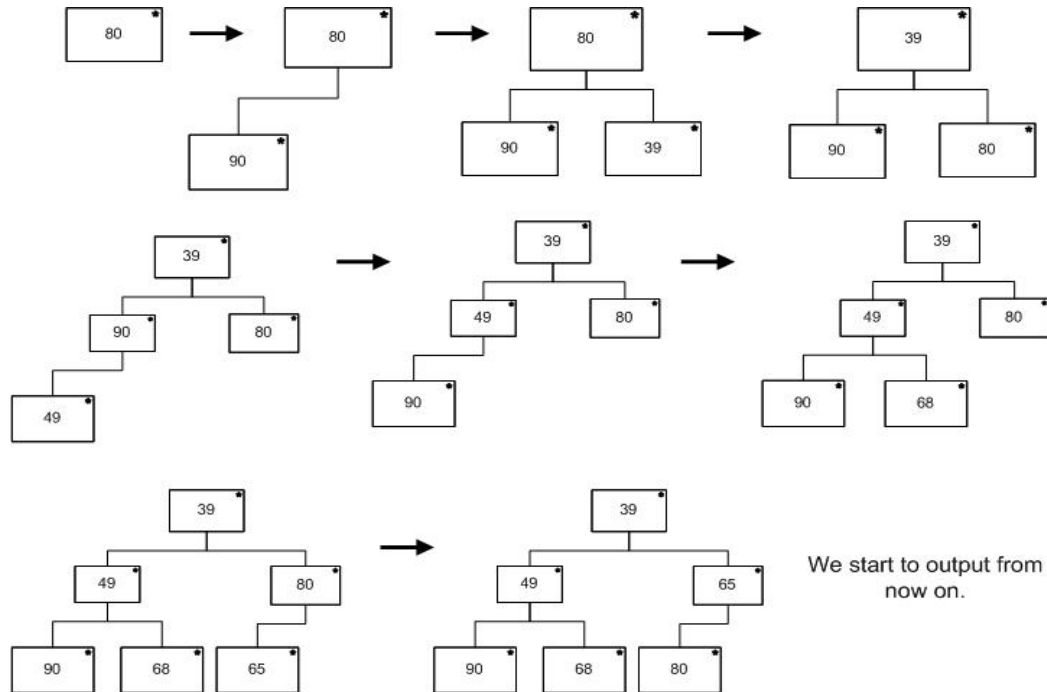 80* 80* 80* 39*
90* 90* 39* 90* 80*
39* 39* 39*
90* 80* 49* 80* 49* 80*
49* 90* 90* 68*
39* 39*
49* 80* 49* 65*
90* 68* 65* 90* 68* 80*
We start to output from
now on.